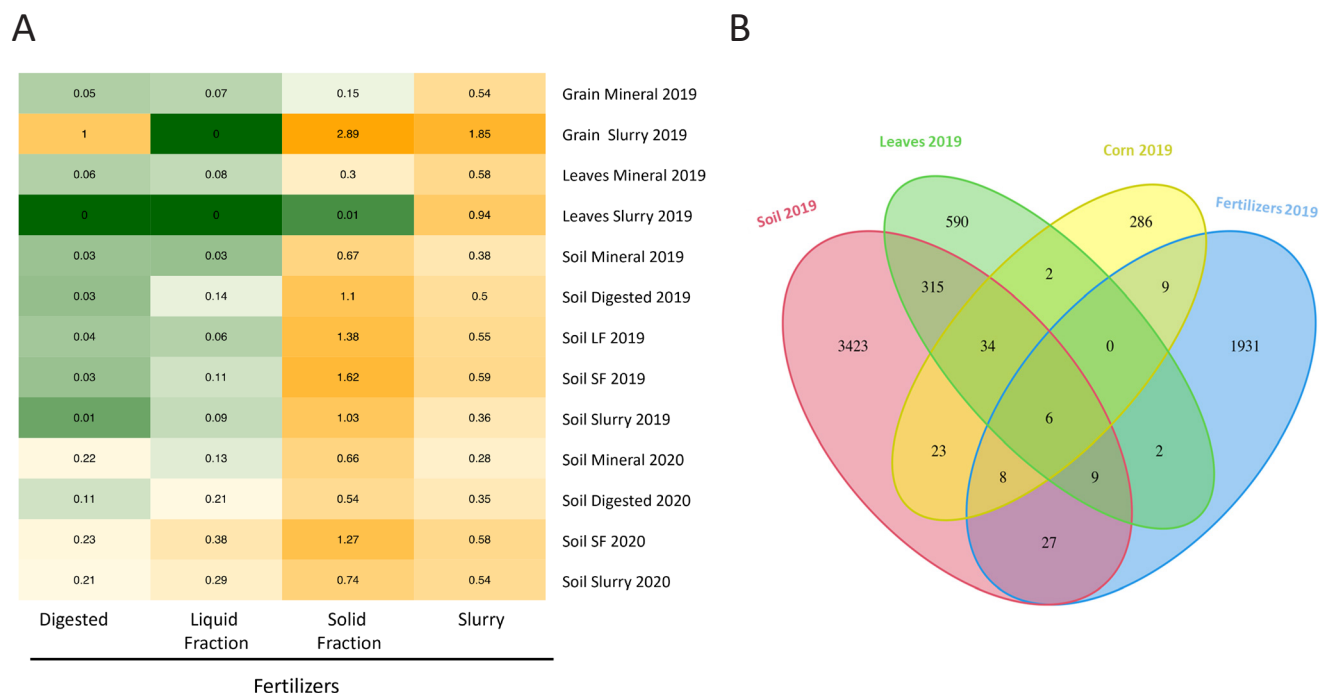 A
B
0.05 0.07 0.15 0.54 Grain Mineral 2019
1 0 2.89 1.85 Grain Slurry 2019
0.06 0.08 0.3 0.58 Leaves Mineral 2019
0 0 0.01 0.94 Leaves Slurry 2019
0.03 0.03 0.67 0.38 Soil Mineral 2019
0.03 0.14 1.1 0.5 Soil Digested 2019
0.04 0.06 1.38 0.55 Soil LF 2019
0.03 0.11 1.62 0.59 Soil SF 2019
0.01 0.09 1.03 0.36 Soil Slurry 2019
0.22 0.13 0.66 0.28 Soil Mineral 2020
0.11 0.21 0.54 0.35 Soil Digested 2020
0.23 0.38 1.27 0.58 Soil SF 2020
0.21 0.29 0.74 0.54 Soil Slurry 2020
Digested Liquid Solid Slurry
Fraction Fraction
Fertilizers
Leaves 2019 Corn 2019
Soil 2019 Fertilizers 2019
590 286
315 2 9
3423 34 0 1931
6
23 8 9 2
27